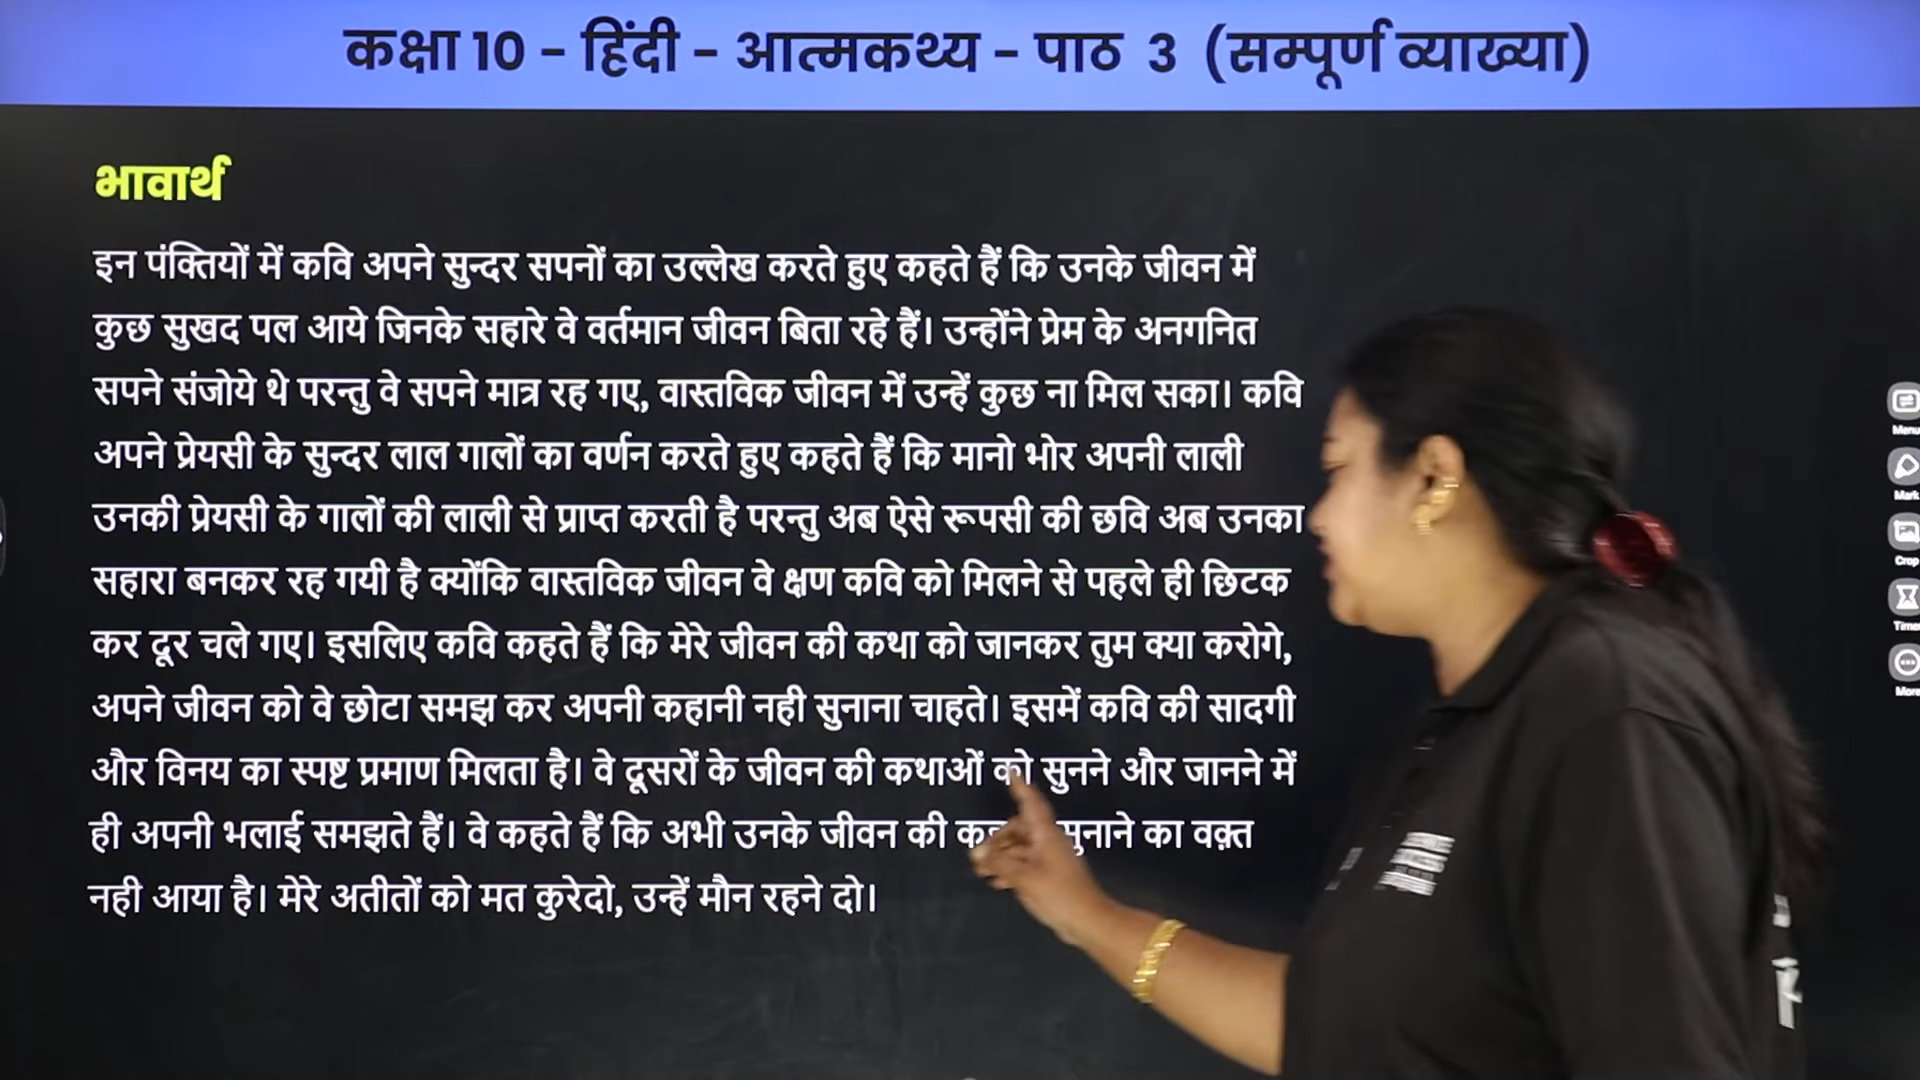 कक्षा 10 - हिंदी - आत्मकथ्य - पाठ 3 (सम्पूर्ण व्याख्या)
भावार्थ
इन पंक्तियों में कवि अपने सुन्दर सपनों का उल्लेख करते हुए कहते हैं कि उनके जीवन में
कुछ सुखद पल आये जिनके सहारे वे वर्तमान जीवन बिता रहे हैं। उन्होंने प्रेम के अनगनित
सपने संजोये थे परन्तु वे सपने मात्र रह गए, वास्तविक जीवन में उन्हें कुछ ना मिल सका। कवि
अपने प्रेयसी के सुन्दर लाल गालों का वर्णन करते हुए कहते हैं कि मानो भोर अपनी लाली
उनकी प्रेयसी के गालों की लाली से प्राप्त करती है परन्तु अब ऐसे रूपसी की छवि अब उनका
सहारा बनकर रह गयी है क्योंकि वास्तविक जीवन वे क्षण कवि को मिलने से पहले ही छिटक
कर दूर चले गए। इसलिए कवि कहते हैं कि मेरे जीवन की कथा को जानकर तुम क्या करोगे,
अपने जीवन को वे छोटा समझ कर अपनी कहानी नही सुनाना चाहते। इसमें कवि की सादगी
और विनय का स्पष्ट प्रमाण मिलता है। वे दूसरों के जीवन की कथाओं को सुनने और जानने में
ही अपनी भलाई समझते हैं। वे कहते हैं कि अभी उनके जीवन की सुनाने का वक़्त
नही आया है। मेरे अतीतों को मत कुरेदो, उन्हें मौन रहने दो।
Menu
Mark
Crop
Timer
More